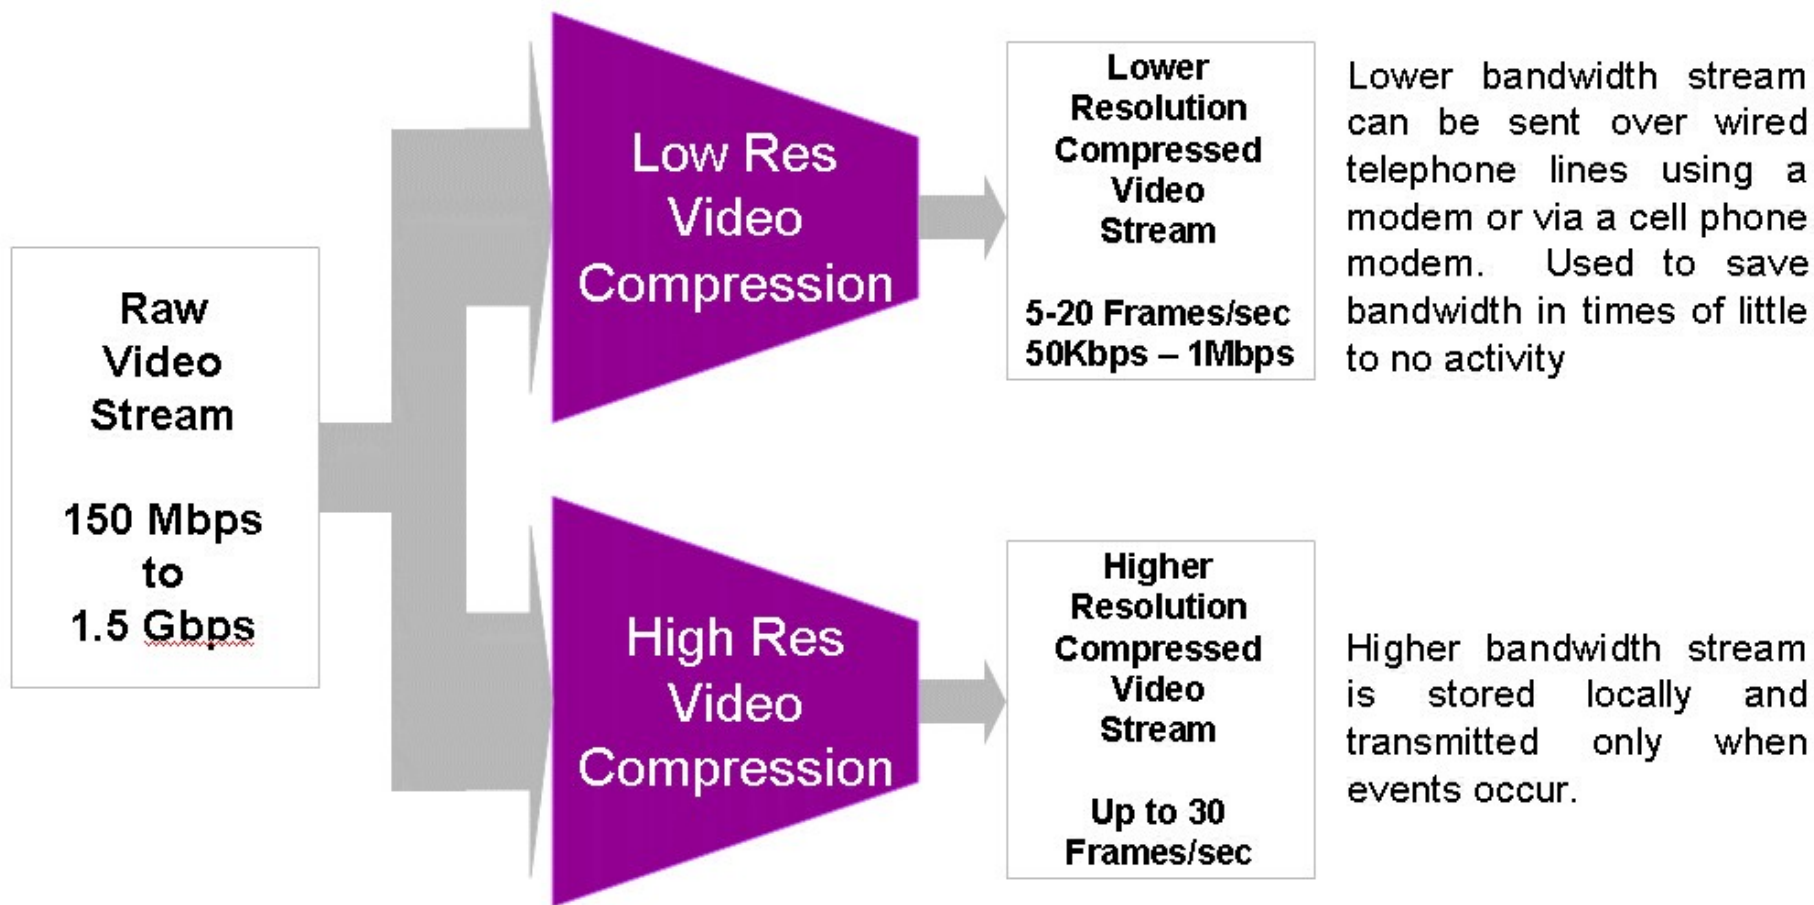 Raw
Video
Stream
150 Mbps
to
1.5 Gbps
Low Res
Video
Compression
Lower
Resolution
Compressed
Video
Stream
5-20 Frames/sec
50Kbps – 1Mbps
Lower bandwidth stream
can be sent over wired
telephone lines using a
modem or via a cell phone
modem. Used to save
bandwidth in times of little
to no activity
High Res
Video
Compression
Higher
Resolution
Compressed
Video
Stream
Up to 30
Frames/sec
Higher bandwidth stream
is stored locally and
transmitted only when
events occur.